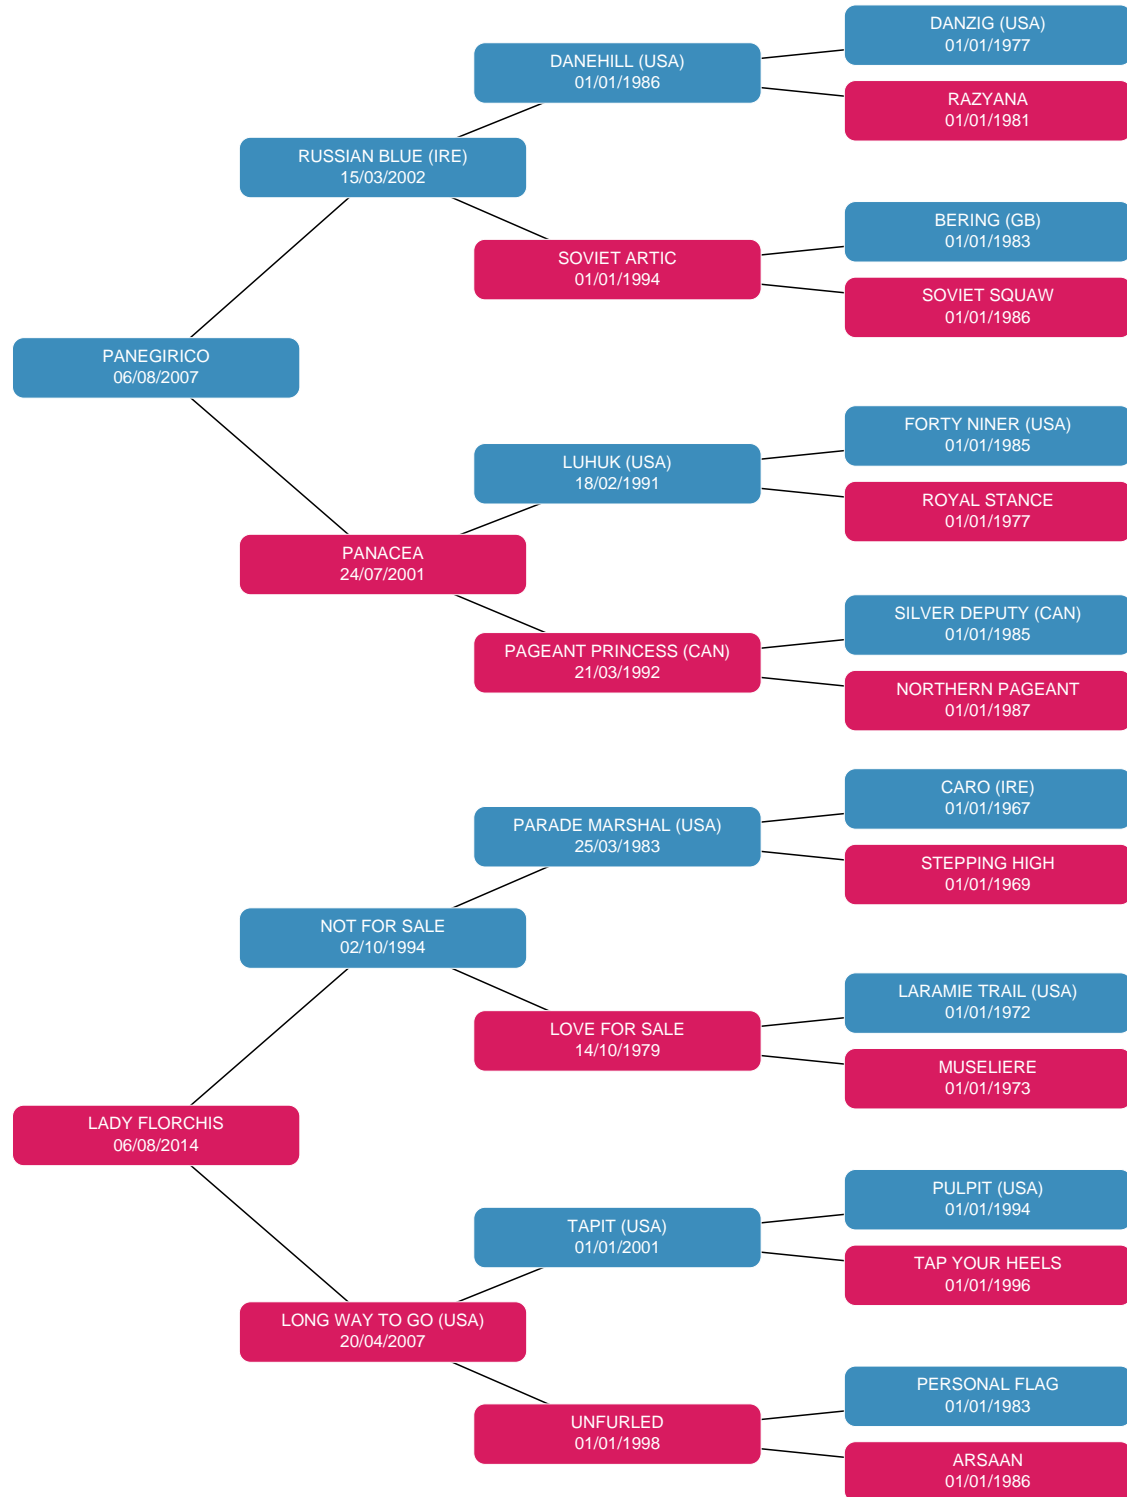 DANZIG (USA)
01/01/1977
DANEHILL (USA)
01/01/1986
RAZYANA
01/01/1981
RUSSIAN BLUE (IRE)
15/03/2002
BERING (GB)
01/01/1983
SOVIET ARTIC
01/01/1994
SOVIET SQUAW
01/01/1986
PANEGIRICO
06/08/2007
FORTY NINER (USA)
01/01/1985
LUHUK (USA)
18/02/1991
ROYAL STANCE
01/01/1977
PANACEA
24/07/2001
SILVER DEPUTY (CAN)
01/01/1985
PAGEANT PRINCESS (CAN)
21/03/1992
NORTHERN PAGEANT
01/01/1987
CARO (IRE)
01/01/1967
PARADE MARSHAL (USA)
25/03/1983
STEPPING HIGH
01/01/1969
NOT FOR SALE
02/10/1994
LARAMIE TRAIL (USA)
01/01/1972
LOVE FOR SALE
14/10/1979
MUSELIERE
01/01/1973
LADY FLORCHIS
06/08/2014
PULPIT (USA)
01/01/1994
TAPIT (USA)
01/01/2001
TAP YOUR HEELS
01/01/1996
LONG WAY TO GO (USA)
20/04/2007
PERSONAL FLAG
01/01/1983
UNFURLED
01/01/1998
ARSAAN
01/01/1986